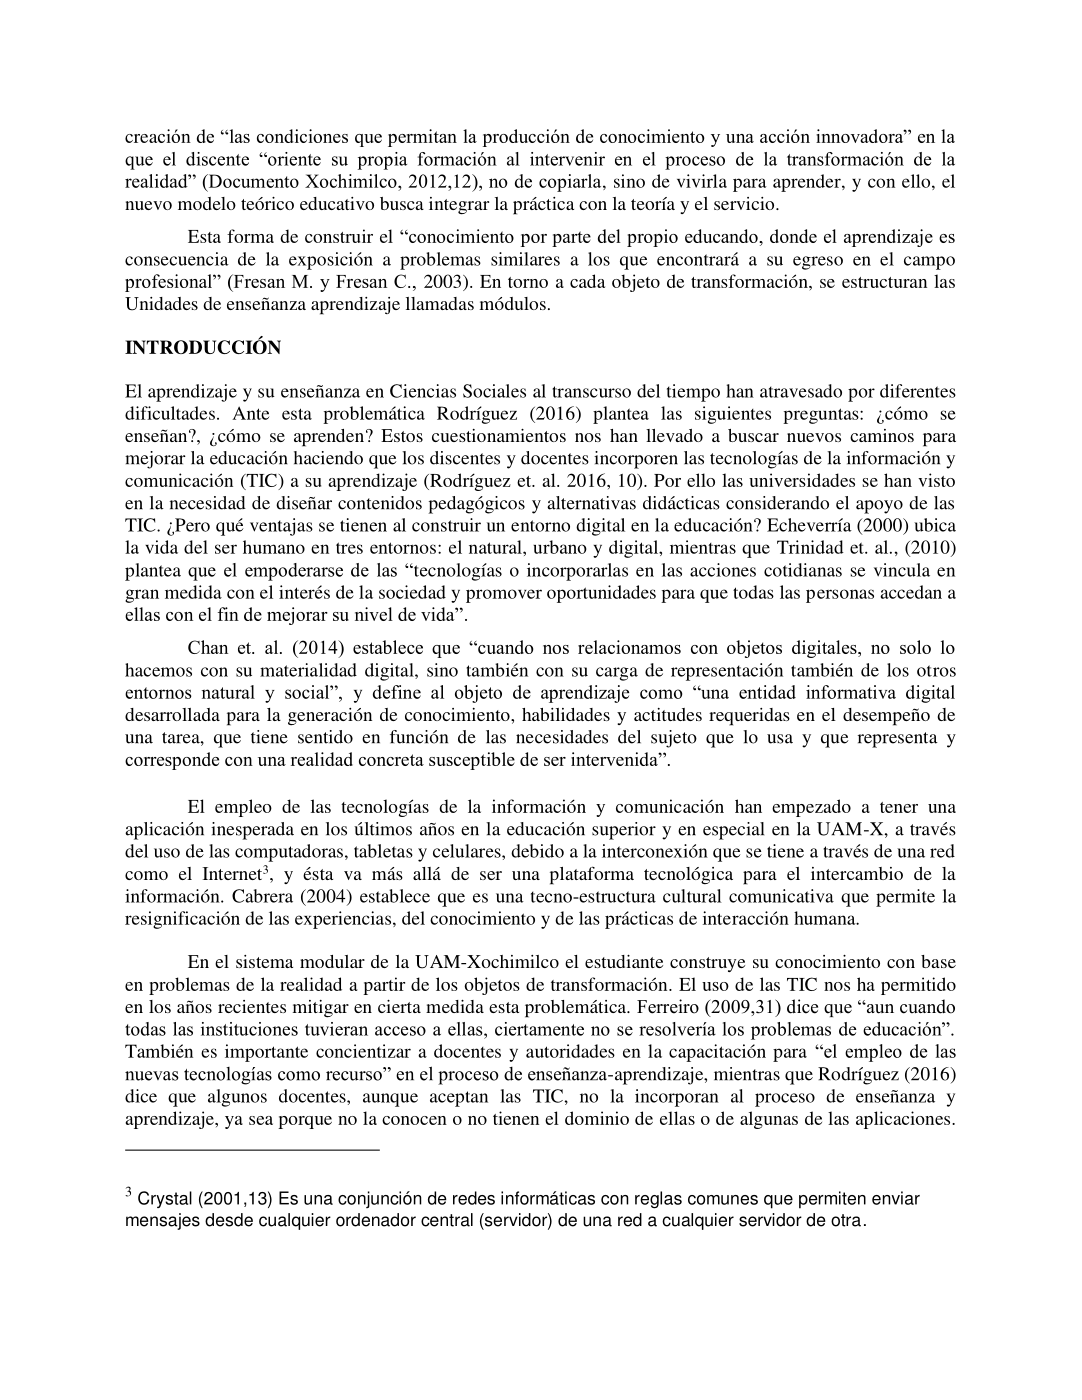 creación de “las condiciones que permitan la producción de conocimiento y una acción innovadora” en la
que el discente “oriente su propia formación al intervenir en el proceso de la transformación de la
realidad” (Documento Xochimilco, 2012,12), no de copiarla, sino de vivirla para aprender, y con ello, el
nuevo modelo teórico educativo busca integrar la práctica con la teoría y el servicio.
Esta forma de construir el “conocimiento por parte del propio educando, donde el aprendizaje es
consecuencia de la exposición a problemas similares a los que encontrará a su egreso en el campo
profesional” (Fresan M. y Fresan C., 2003). En torno a cada objeto de transformación, se estructuran las
Unidades de enseñanza aprendizaje llamadas módulos.
INTRODUCCIÓN
El aprendizaje y su enseñanza en Ciencias Sociales al transcurso del tiempo han atravesado por diferentes
dificultades. Ante esta problemática Rodríguez (2016) plantea las siguientes preguntas: ¿cómo se
enseñan?, ¿cómo se aprenden? Estos cuestionamientos nos han llevado a buscar nuevos caminos para
mejorar la educación haciendo que los discentes y docentes incorporen las tecnologías de la información y
comunicación (TIC) a su aprendizaje (Rodríguez et. al. 2016, 10). Por ello las universidades se han visto
en la necesidad de diseñar contenidos pedagógicos y alternativas didácticas considerando el apoyo de las
TIC. ¿Pero qué ventajas se tienen al construir un entorno digital en la educación? Echeverría (2000) ubica
la vida del ser humano en tres entornos: el natural, urbano y digital, mientras que Trinidad et. al., (2010)
plantea que el empoderarse de las “tecnologías o incorporarlas en las acciones cotidianas se vincula en
gran medida con el interés de la sociedad y promover oportunidades para que todas las personas accedan a
ellas con el fin de mejorar su nivel de vida”.
Chan et. al. (2014) establece que “cuando nos relacionamos con objetos digitales, no solo lo
hacemos con su materialidad digital, sino también con su carga de representación también de los otros
entornos natural y social”, y define al objeto de aprendizaje como “una entidad informativa digital
desarrollada para la generación de conocimiento, habilidades y actitudes requeridas en el desempeño de
una tarea, que tiene sentido en función de las necesidades del sujeto que lo usa y que representa y
corresponde con una realidad concreta susceptible de ser intervenida”.
El empleo de las tecnologías de la información y comunicación han empezado a tener una
aplicación inesperada en los últimos años en la educación superior y en especial en la UAM-X, a través
del uso de las computadoras, tabletas y celulares, debido a la interconexión que se tiene a través de una red
como el Internet3, y ésta va más allá de ser una plataforma tecnológica para el intercambio de la
información. Cabrera (2004) establece que es una tecno-estructura cultural comunicativa que permite la
resignificación de las experiencias, del conocimiento y de las prácticas de interacción humana.
En el sistema modular de la UAM-Xochimilco el estudiante construye su conocimiento con base
en problemas de la realidad a partir de los objetos de transformación. El uso de las TIC nos ha permitido
en los años recientes mitigar en cierta medida esta problemática. Ferreiro (2009,31) dice que “aun cuando
todas las instituciones tuvieran acceso a ellas, ciertamente no se resolvería los problemas de educación”.
También es importante concientizar a docentes y autoridades en la capacitación para “el empleo de las
nuevas tecnologías como recurso” en el proceso de enseñanza-aprendizaje, mientras que Rodríguez (2016)
dice que algunos docentes, aunque aceptan las TIC, no la incorporan al proceso de enseñanza y
aprendizaje, ya sea porque no la conocen o no tienen el dominio de ellas o de algunas de las aplicaciones.
3 Crystal (2001,13) Es una conjunción de redes informáticas con reglas comunes que permiten enviar
mensajes desde cualquier ordenador central (servidor) de una red a cualquier servidor de otra.